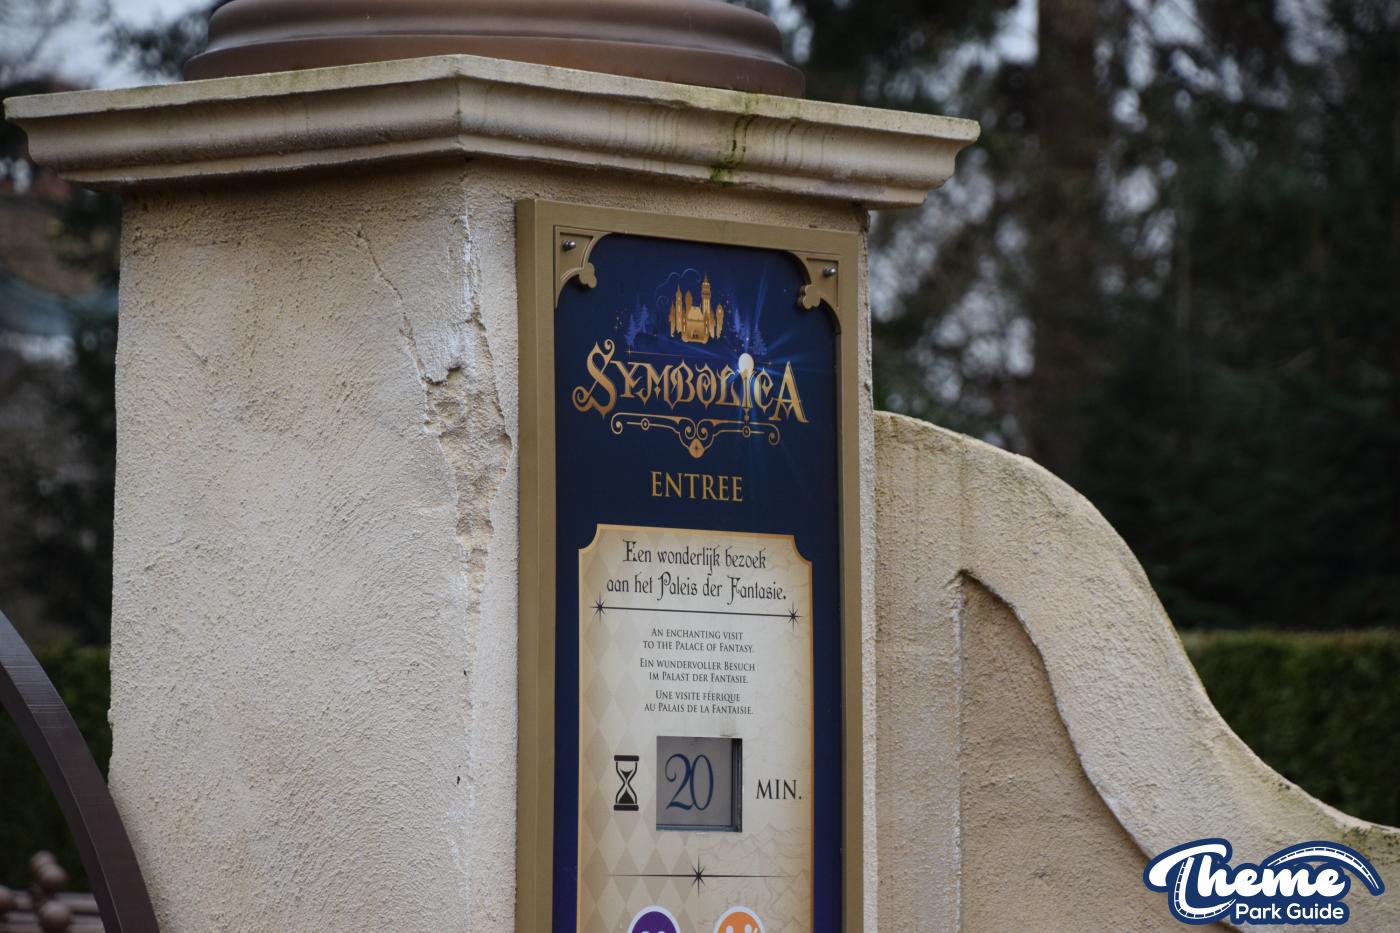 SYMBOLICA
ENTREE
Een wonderlijk bezoek
aan het Paleis der Fantasie.
AN ENCHANTING VISIT
TO THE PALACE OF FANTASY.
EIN WUNDERVOLLER BESUCH
IM PALAST DER FANTASIE.
UNE VISITE FÉERIQUE
AU PALAIS DE LA FANTAISIE.
20 MIN.
Theme
Park Guide